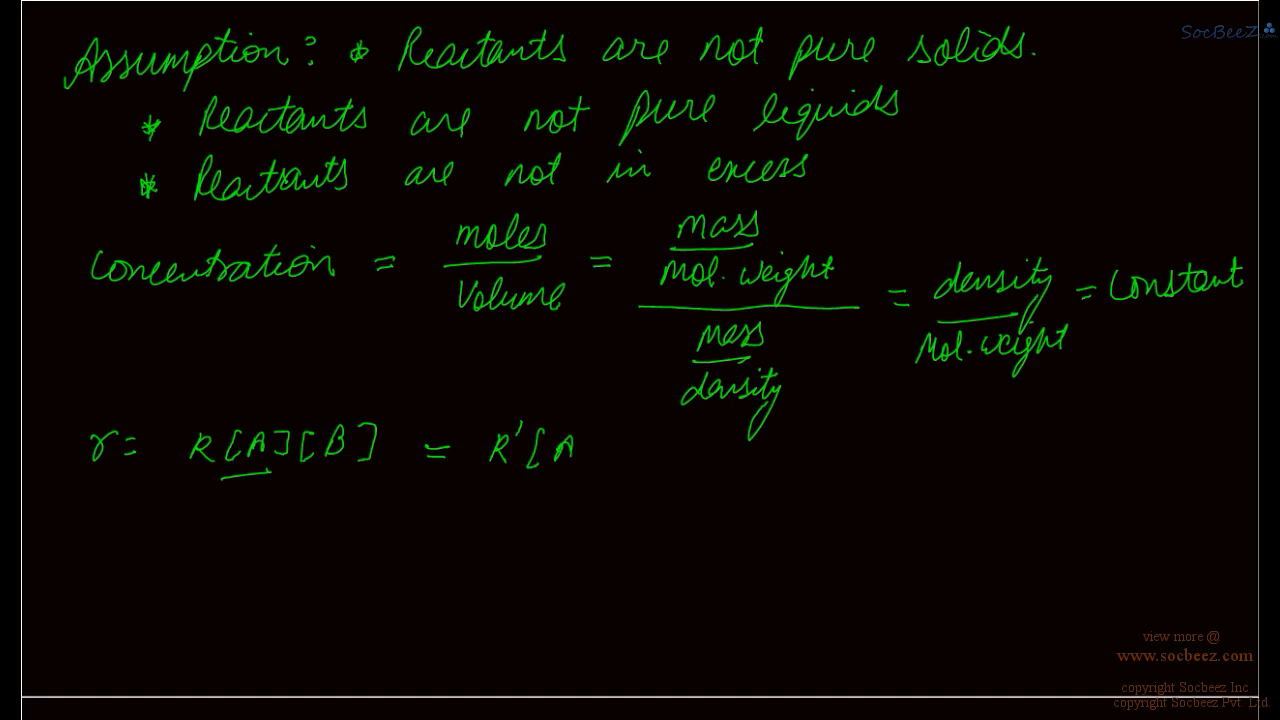 Assumption: * Reactants are not pure solids.
SocBeeZ.com
* Reactants are not pure liquids
* Reactants are not in excess
Concentration = moles / Volume = (mass / Mol. weight) / (mass / density) = density / Mol. weight = Constant
r = K[A][B] = K'[A
view more @
www.socbeez.com
copyright Socbeez Inc
copyright Socbeez Pvt Ltd